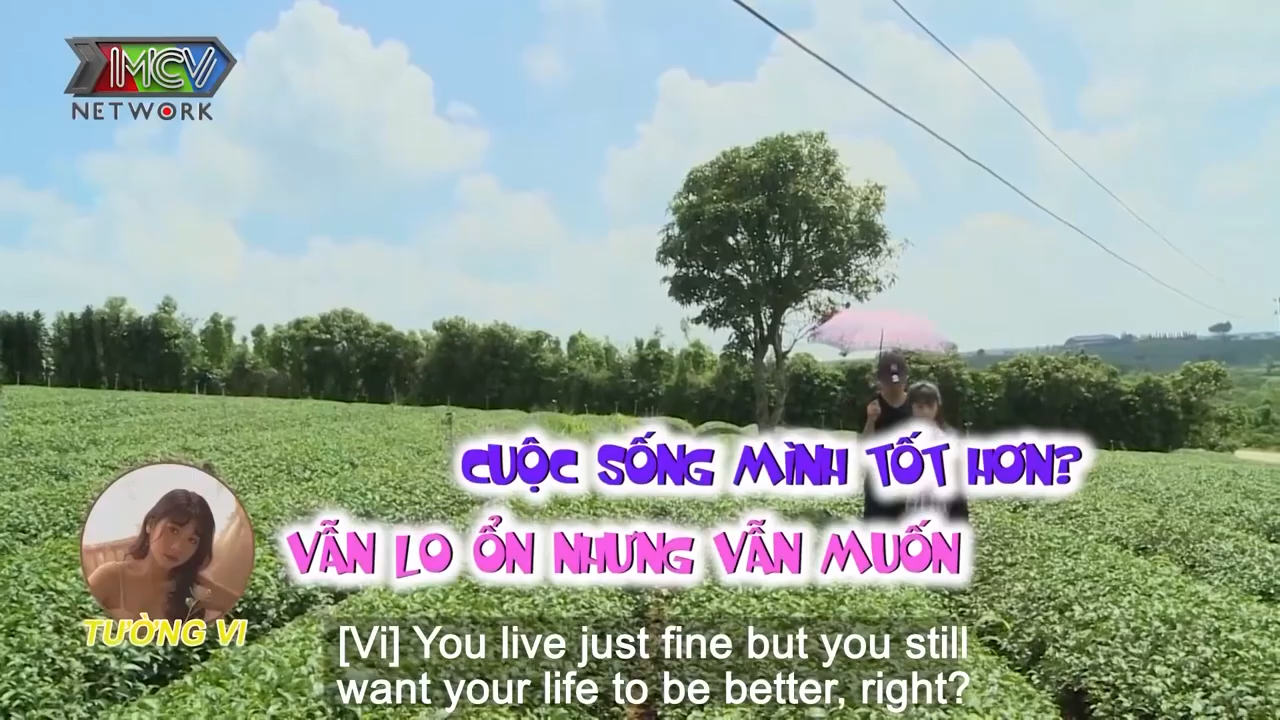 MCV
NETWORK
CUỘC SỐNG MÌNH TỐT HƠN?
VẪN LO ỔN NHƯNG VẪN MUỐN
TƯỜNG VI
[Vi] You live just fine but you still
want your life to be better, right?